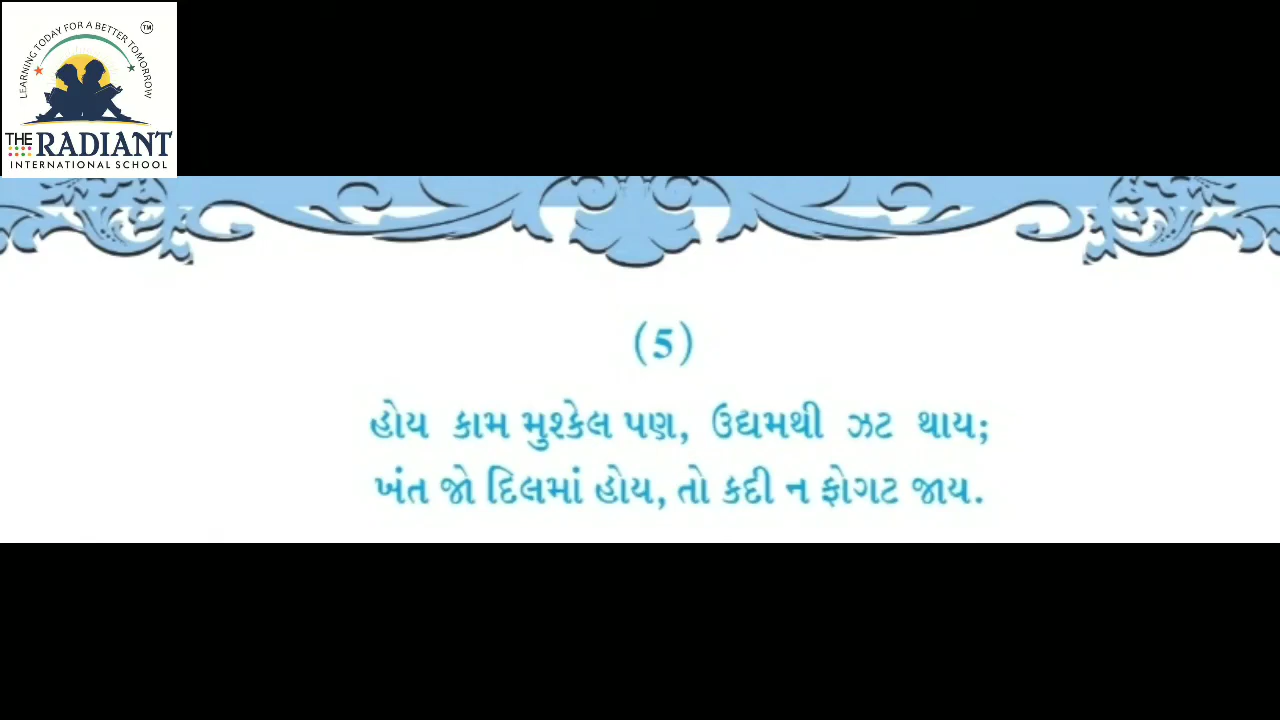 LEARNING TODAY FOR A BETTER TOMORROW
TM
THE RADIANT
INTERNATIONAL SCHOOL
(5)
હોય કામ મુશ્કેલ પણ, ઉદ્યમથી ઝટ થાય;
ખંત જો દિલમાં હોય, તો કદી ન ફોગટ જાય.